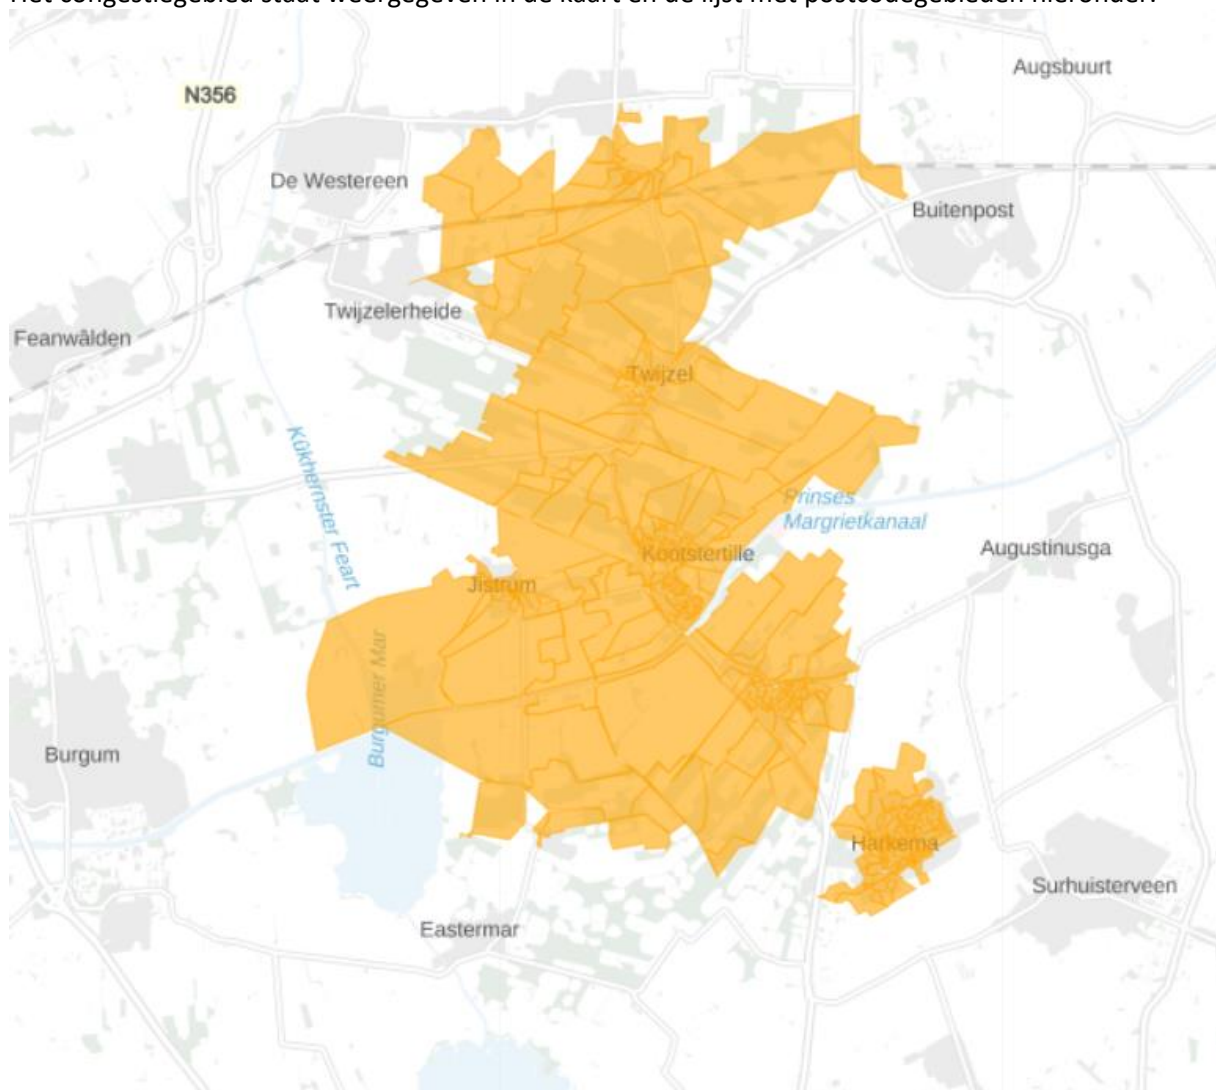 Het congestiegebied staat weergegeven in de kaart en de lijst met postcodegebieden hieronder.
Augsbuurt
N356
De Westereen
Buitenpost
Twijzelerheide
Feanwâlden
Twijzel
Kûkhernster Feart
Prinses
Margrietkanaal
Augustinusga
Kootstertille
Jistrum
Burgumer Mar
Burgum
Harkema
Surhuisterveen
Eastermar